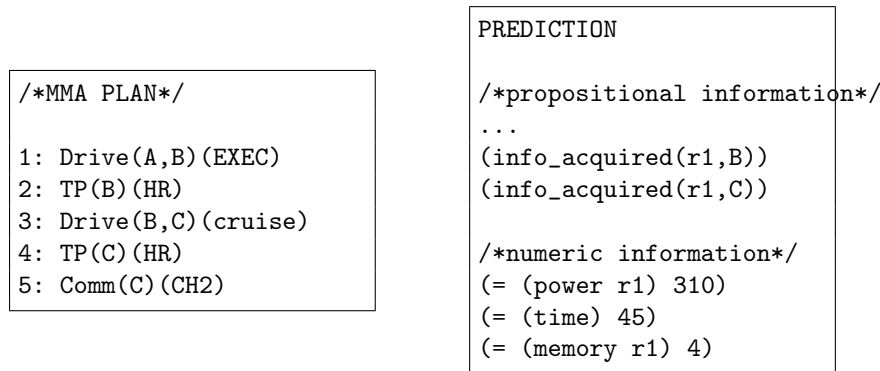 /*MMA PLAN*/
1: Drive(A,B)(EXEC)
2: TP(B)(HR)
3: Drive(B,C)(cruise)
4: TP(C)(HR)
5: Comm(C)(CH2)
PREDICTION
/*propositional information*/
...
(info_acquired(r1,B))
(info_acquired(r1,C))
/*numeric information*/
(= (power r1) 310)
(= (time) 45)
(= (memory r1) 4)